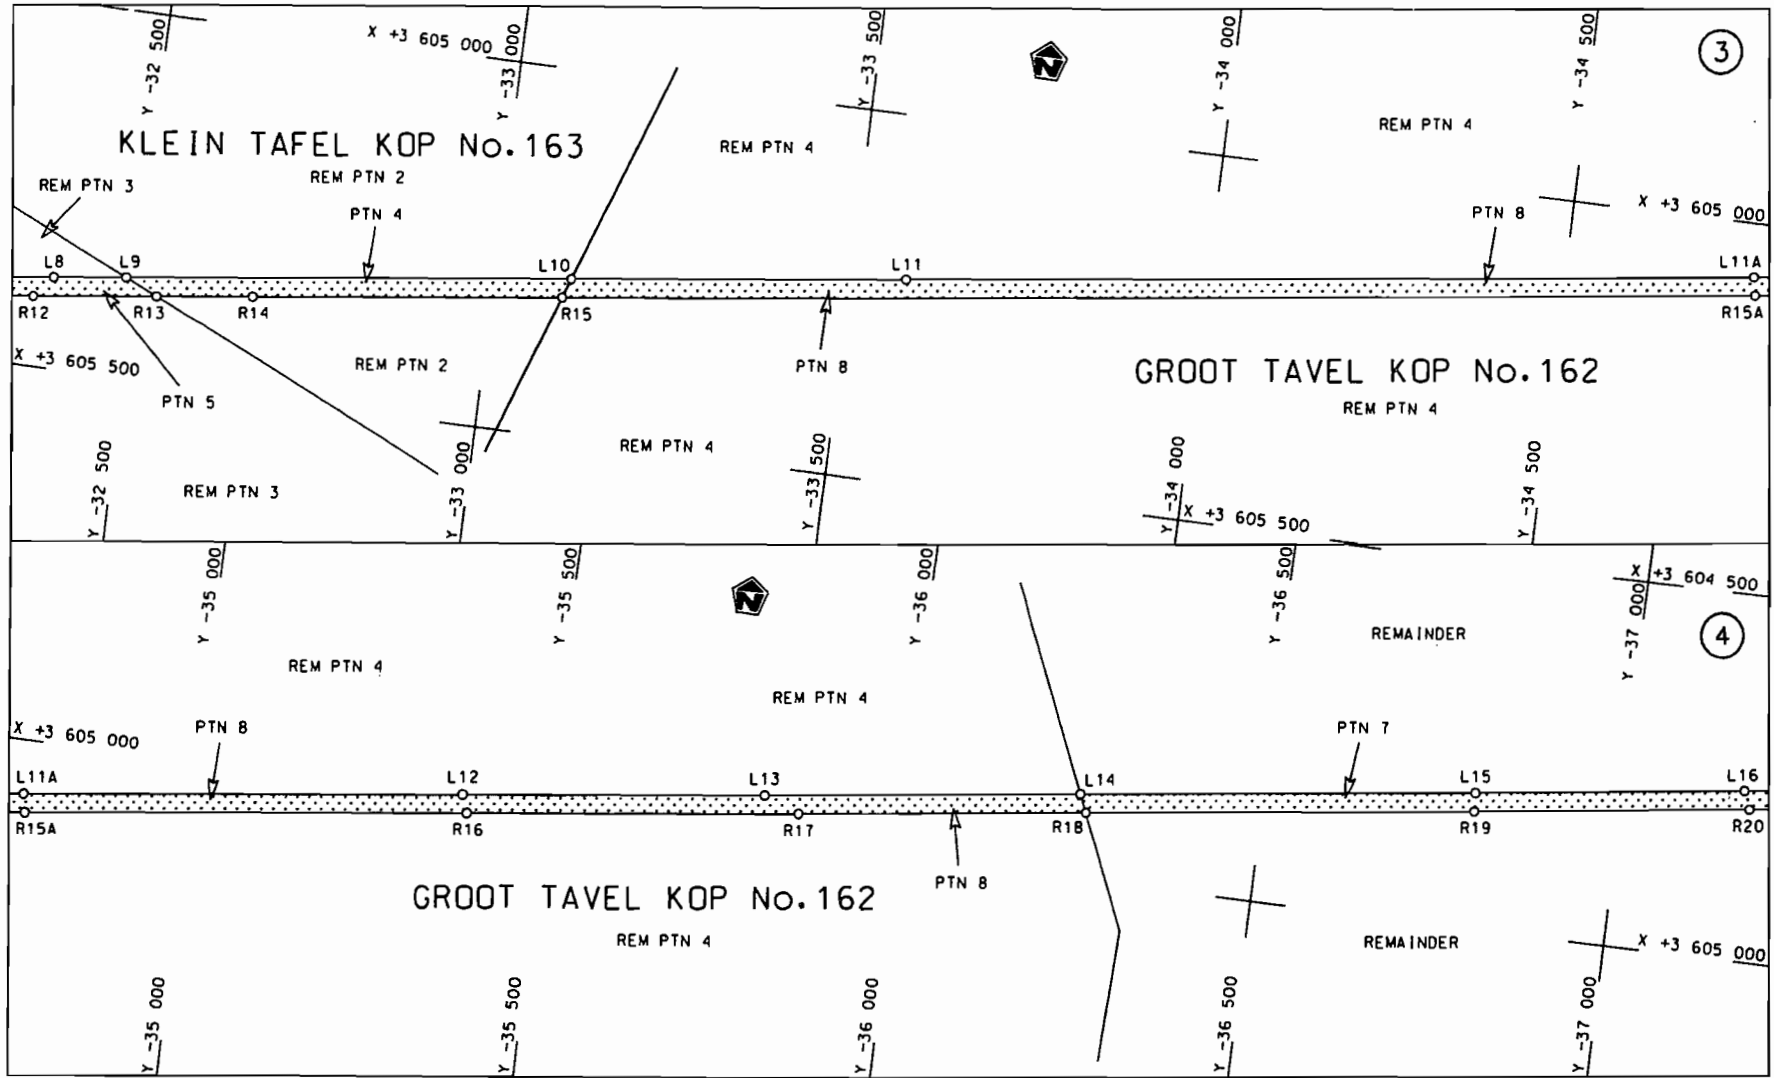 Y -32 500
X +3 605 000
Y -33 000
Y -33 500
N
Y -34 000
Y -34 500
3
KLEIN TAFEL KOP No.163
REM PTN 4
REM PTN 4
REM PTN 3
REM PTN 2
PTN 4
PTN 8
X +3 605 000
L8
L9
L10
L11
L11A
R12
R13
R14
R15
R15A
X +3 605 500
PTN 5
REM PTN 2
PTN 8
GROOT TAVEL KOP No.162
REM PTN 4
REM PTN 4
REM PTN 3
Y -32 500
Y -33 000
Y -33 500
Y -34 000
X +3 605 500
Y -34 500
Y -35 000
Y -35 500
N
Y -36 000
Y -36 500
Y -37 000
X +3 604 500
4
REMAINDER
REM PTN 4
REM PTN 4
X +3 605 000
PTN 8
PTN 7
L11A
L12
L13
L14
L15
L16
R15A
R16
R17
R18
R19
R20
PTN 8
GROOT TAVEL KOP No.162
REM PTN 4
REMAINDER
X +3 605 000
Y -35 000
Y -35 500
Y -36 000
Y -36 500
Y -37 000